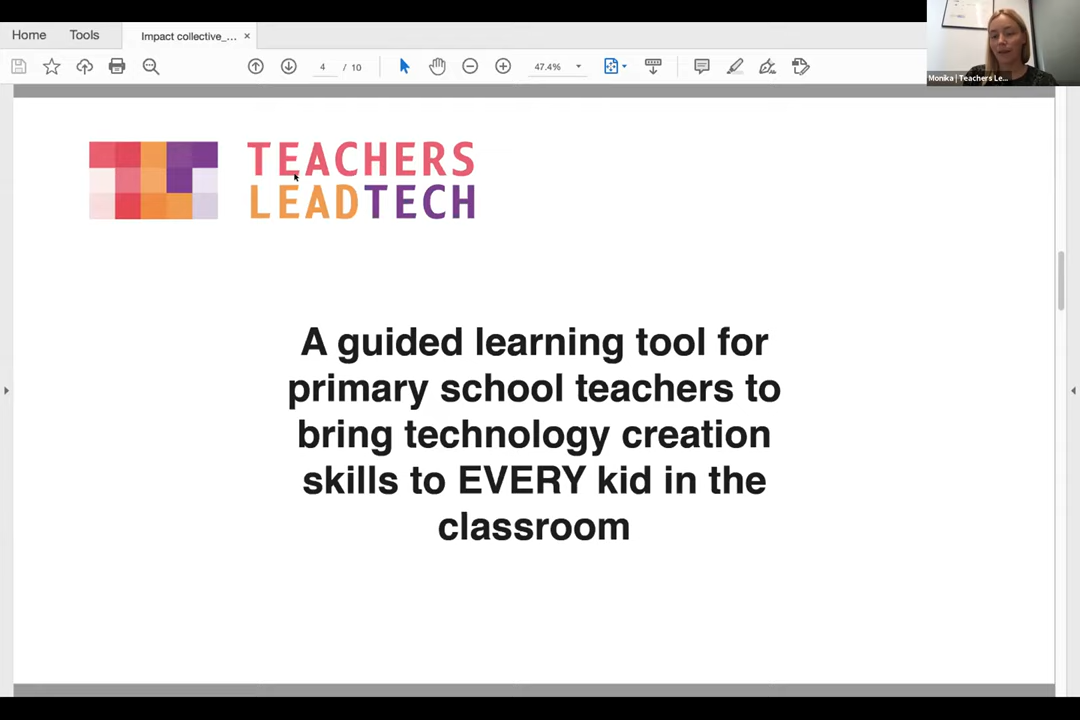 Home
Tools
Impact collective_...
4 / 10
47.4%
Monika | Teachers Le...
TEACHERS
LEADTECH
A guided learning tool for
primary school teachers to
bring technology creation
skills to EVERY kid in the
classroom